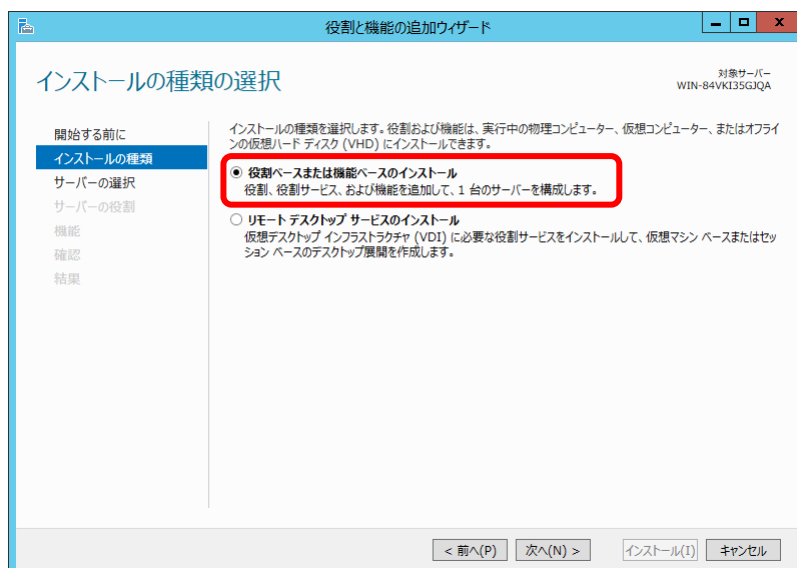 役割と機能の追加ウィザード
インストールの種類の選択
対象サーバー
WIN-84VKI35GJQA
開始する前に
インストールの種類
サーバーの選択
サーバーの役割
機能
確認
結果
インストールの種類を選択します。役割および機能は、実行中の物理コンピューター、仮想コンピューター、またはオフライ
ンの仮想ハード ディスク (VHD) にインストールできます。
役割ベースまたは機能ベースのインストール
役割、役割サービス、および機能を追加して、1 台のサーバーを構成します。
リモート デスクトップ サービスのインストール
仮想デスクトップ インフラストラクチャ (VDI) に必要な役割サービスをインストールして、仮想マシン ベースまたはセッ
ション ベースのデスクトップ展開を作成します。
< 前へ(P)
次へ(N) >
インストール(I)
キャンセル